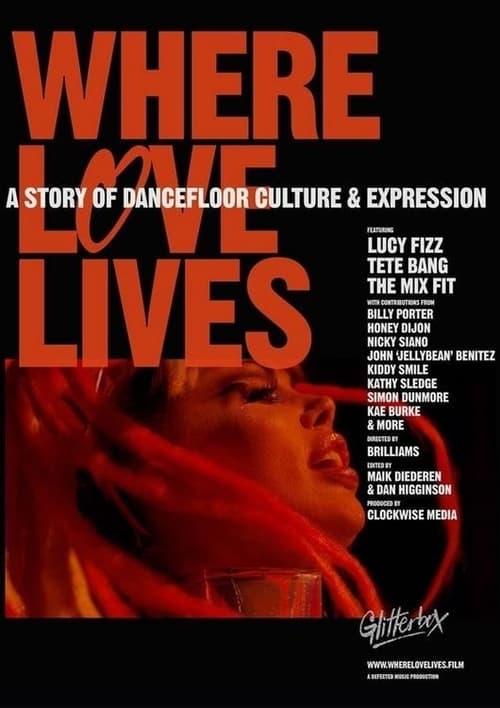 WHERE
LOVE
A STORY OF DANCEFLOOR CULTURE & EXPRESSION
LIVES
FEATURING
LUCY FIZZ
TETE BANG
THE MIX FIT
WITH CONTRIBUTIONS FROM
BILLY PORTER
HONEY DIJON
NICKY SIANO
JOHN 'JELLYBEAN' BENITEZ
KIDDY SMILE
KATHY SLEDGE
SIMON DUNMORE
KAE BURKE
& MORE
DIRECTED BY
BRILLIAMS
EDITED BY
MAIK DIEDEREN
& DAN HIGGINSON
PRODUCED BY
CLOCKWISE MEDIA
Glitterbox
WWW.WHERELOVELIVES.FILM
A DEFECTED MUSIC PRODUCTION